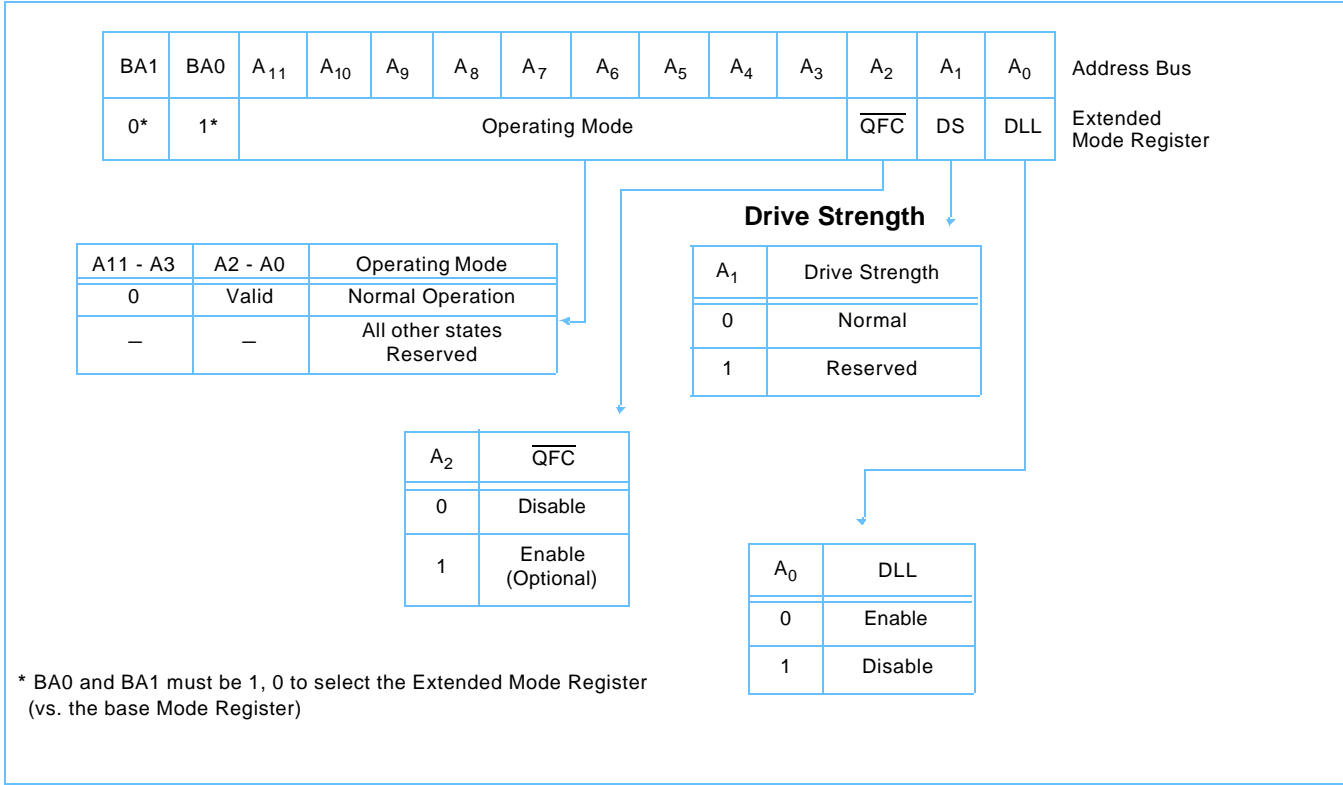 BA1 BA0 A11 A10 A9 A8 A7 A6 A5 A4 A3 A2 A1 A0 Address Bus
0* 1* Operating Mode Q̅F̅C̅ DS DLL Extended
Mode Register
Drive Strength
A11 - A3 A2 - A0 Operating Mode
0 Valid Normal Operation
– – All other states
Reserved
A1 Drive Strength
0 Normal
1 Reserved
A2 Q̅F̅C̅
0 Disable
1 Enable
(Optional)
A0 DLL
0 Enable
1 Disable
* BA0 and BA1 must be 1, 0 to select the Extended Mode Register
(vs. the base Mode Register)